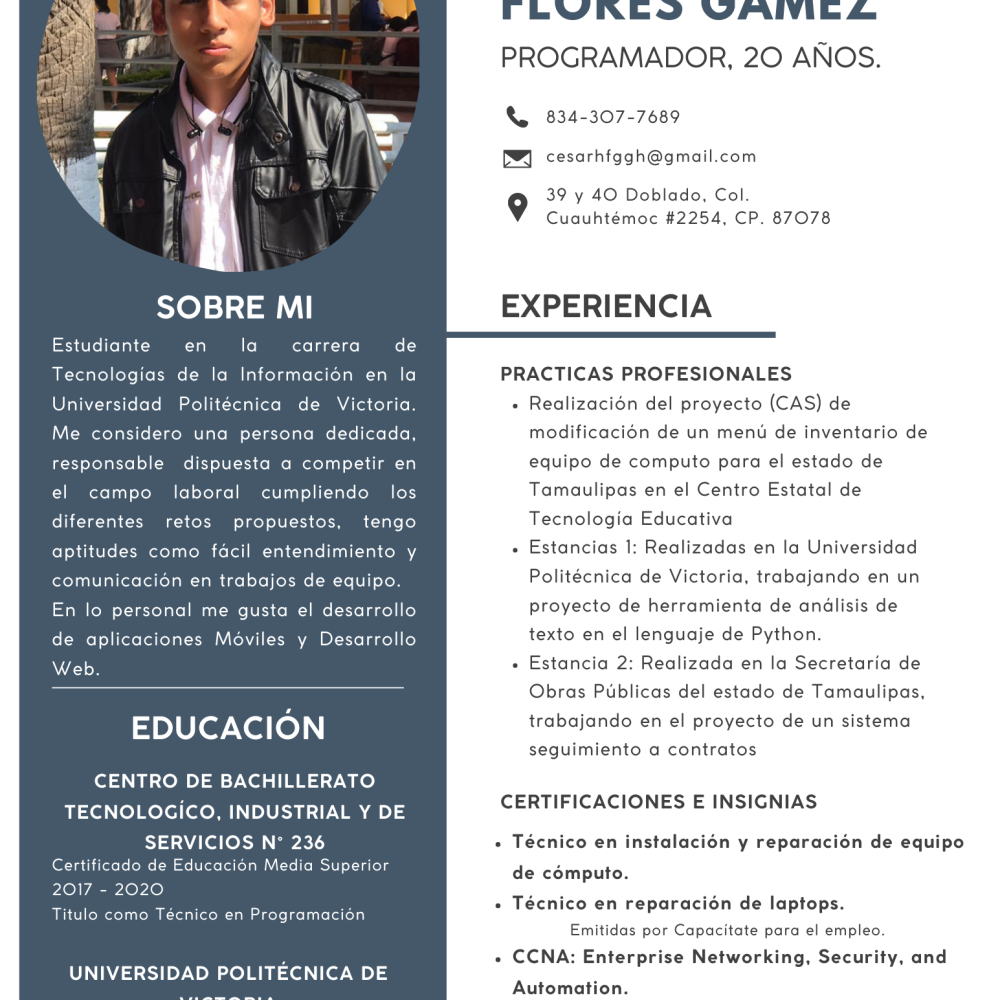 FLORES GAMEZ
PROGRAMADOR, 20 AÑOS.
834-307-7689
cesarhfggh@gmail.com
39 y 40 Doblado, Col.
Cuauhtémoc #2254, CP. 87078
SOBRE MI
Estudiante en la carrera de
Tecnologías de la Información en la
Universidad Politécnica de Victoria.
Me considero una persona dedicada,
responsable dispuesta a competir en
el campo laboral cumpliendo los
diferentes retos propuestos, tengo
aptitudes como fácil entendimiento y
comunicación en trabajos de equipo.
En lo personal me gusta el desarrollo
de aplicaciones Móviles y Desarrollo
Web.
EDUCACIÓN
CENTRO DE BACHILLERATO
TECNOLOGÍCO, INDUSTRIAL Y DE
SERVICIOS N° 236
Certificado de Educación Media Superior
2017 - 2020
Titulo como Técnico en Programación
UNIVERSIDAD POLITÉCNICA DE
VICTORIA
EXPERIENCIA
PRACTICAS PROFESIONALES
• Realización del proyecto (CAS) de
modificación de un menú de inventario de
equipo de computo para el estado de
Tamaulipas en el Centro Estatal de
Tecnología Educativa
• Estancias 1: Realizadas en la Universidad
Politécnica de Victoria, trabajando en un
proyecto de herramienta de análisis de
texto en el lenguaje de Python.
• Estancia 2: Realizada en la Secretaría de
Obras Públicas del estado de Tamaulipas,
trabajando en el proyecto de un sistema
seguimiento a contratos
CERTIFICACIONES E INSIGNIAS
• Técnico en instalación y reparación de equipo
de cómputo.
• Técnico en reparación de laptops.
Emitidas por Capacítate para el empleo.
• CCNA: Enterprise Networking, Security, and
Automation.